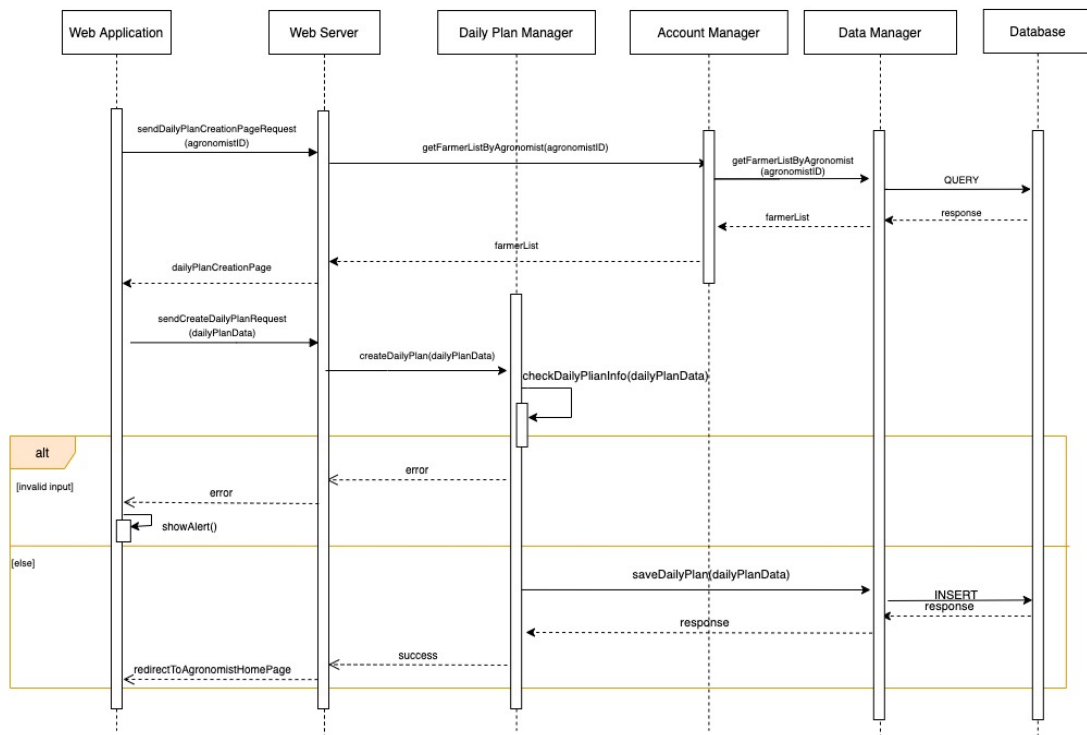 Web Application
Web Server
Daily Plan Manager
Account Manager
Data Manager
Database
sendDailyPlanCreationPageRequest
(agronomistID)
getFarmerListByAgronomist(agronomistID)
getFarmerListByAgronomist
(agronomistID)
QUERY
response
farmerList
farmerList
dailyPlanCreationPage
sendCreateDailyPlanRequest
(dailyPlanData)
createDailyPlan(dailyPlanData)
checkDailyPlianInfo(dailyPlanData)
alt
[invalid input]
error
error
showAlert()
[else]
saveDailyPlan(dailyPlanData)
INSERT
response
response
success
redirectToAgronomistHomePage